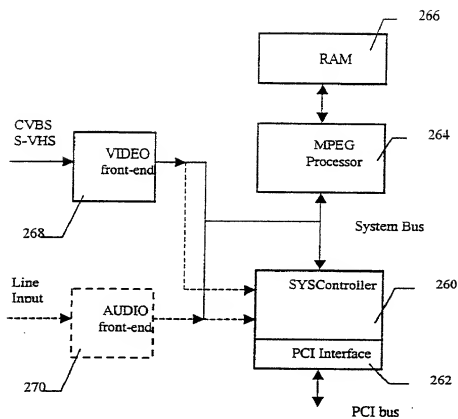 266
RAM
CVBS
S-VHS
VIDEO
front-end
MPEG
Processor
264
268
System Bus
Line
Input
SYSController
260
AUDIO
front-end
PCI Interface
262
270
PCI bus